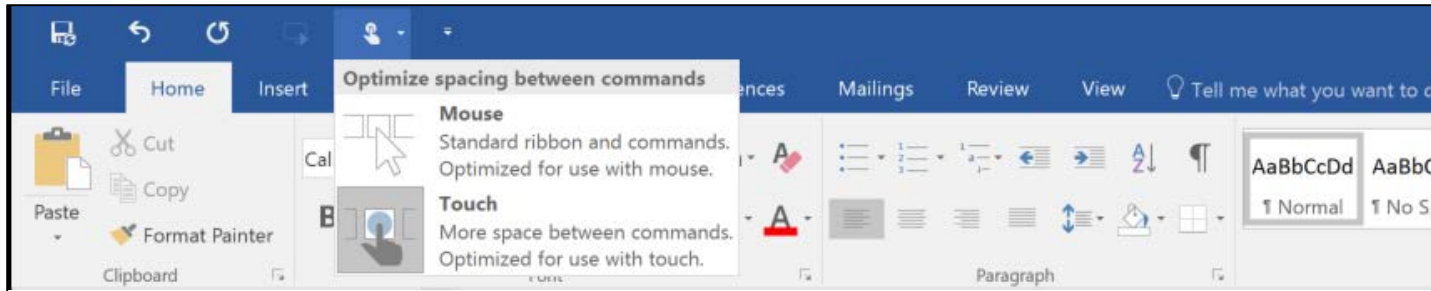 File Home Insert ences Mailings Review View Tell me what you want to
Optimize spacing between commands
Mouse
Standard ribbon and commands.
Optimized for use with mouse.
Touch
More space between commands.
Optimized for use with touch.
Paste
Cut
Copy
Format Painter
Clipboard
Cal
B
A
A
Paragraph
AaBbCcDd AaBbC
¶ Normal ¶ No S